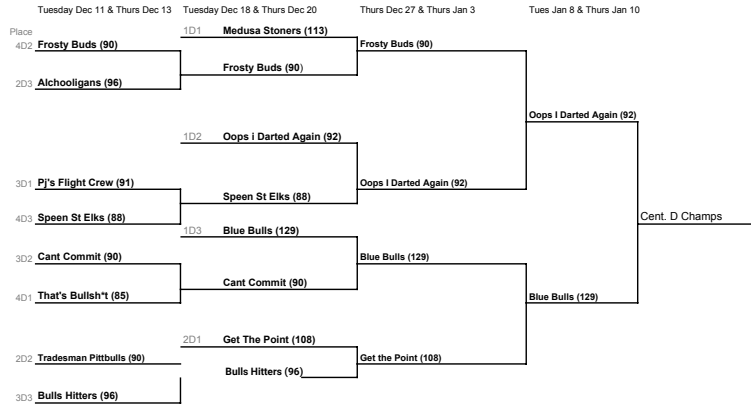 Tuesday Dec 11 & Thurs Dec 13
Tuesday Dec 18 & Thurs Dec 20
Thurs Dec 27 & Thurs Jan 3
Tues Jan 8 & Thurs Jan 10
Place
1D1 Medusa Stoners (113)
4D2 Frosty Buds (90)
Frosty Buds (90)
Frosty Buds (90)
2D3 Alchooligans (96)
Oops I Darted Again (92)
1D2 Oops i Darted Again (92)
3D1 Pj's Flight Crew (91)
Oops I Darted Again (92)
Speen St Elks (88)
4D3 Speen St Elks (88)
Cent. D Champs
1D3 Blue Bulls (129)
3D2 Cant Commit (90)
Blue Bulls (129)
Cant Commit (90)
4D1 That's Bullsh*t (85)
Blue Bulls (129)
2D1 Get The Point (108)
2D2 Tradesman Pittbulls (90)
Get the Point (108)
Bulls Hitters (96)
3D3 Bulls Hitters (96)